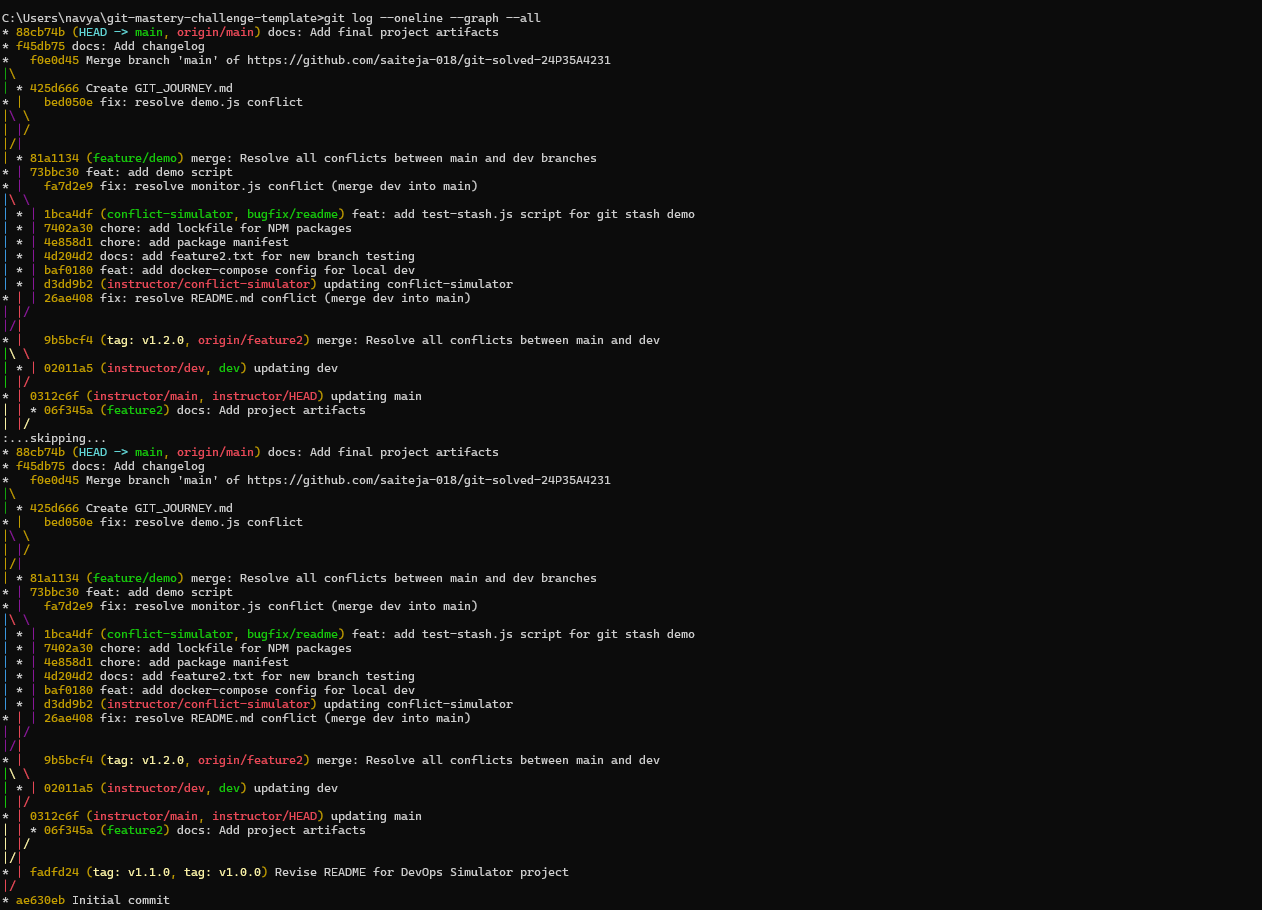 C:\Users\navya\git-mastery-challenge-template>git log --oneline --graph --all
* 88cb74b (HEAD -> main, origin/main) docs: Add final project artifacts
* f45db75 docs: Add changelog
*   f0e0d45 Merge branch 'main' of https://github.com/saiteja-018/git-solved-24P35A4231
|\
| * 425d666 Create GIT_JOURNEY.md
* |   bed050e fix: resolve demo.js conflict
|\ \
| |/
|/|
| * 81a1134 (feature/demo) merge: Resolve all conflicts between main and dev branches
* | 73bbc30 feat: add demo script
* |   fa7d2e9 fix: resolve monitor.js conflict (merge dev into main)
|\ \
| * | 1bca4df (conflict-simulator, bugfix/readme) feat: add test-stash.js script for git stash demo
| * | 7402a30 chore: add lockfile for NPM packages
| * | 4e858d1 chore: add package manifest
| * | 4d204d2 docs: add feature2.txt for new branch testing
| * | baf0180 feat: add docker-compose config for local dev
| * | d3dd9b2 (instructor/conflict-simulator) updating conflict-simulator
* | | 26ae408 fix: resolve README.md conflict (merge dev into main)
| |/
|/|
* |   9b5bcf4 (tag: v1.2.0, origin/feature2) merge: Resolve all conflicts between main and dev
|\ \
| * | 02011a5 (instructor/dev, dev) updating dev
| |/
* | 0312c6f (instructor/main, instructor/HEAD) updating main
| | * 06f345a (feature2) docs: Add project artifacts
| |/
:...skipping...
* 88cb74b (HEAD -> main, origin/main) docs: Add final project artifacts
* f45db75 docs: Add changelog
*   f0e0d45 Merge branch 'main' of https://github.com/saiteja-018/git-solved-24P35A4231
|\
| * 425d666 Create GIT_JOURNEY.md
* |   bed050e fix: resolve demo.js conflict
|\ \
| |/
|/|
| * 81a1134 (feature/demo) merge: Resolve all conflicts between main and dev branches
* | 73bbc30 feat: add demo script
* |   fa7d2e9 fix: resolve monitor.js conflict (merge dev into main)
|\ \
| * | 1bca4df (conflict-simulator, bugfix/readme) feat: add test-stash.js script for git stash demo
| * | 7402a30 chore: add lockfile for NPM packages
| * | 4e858d1 chore: add package manifest
| * | 4d204d2 docs: add feature2.txt for new branch testing
| * | baf0180 feat: add docker-compose config for local dev
| * | d3dd9b2 (instructor/conflict-simulator) updating conflict-simulator
* | | 26ae408 fix: resolve README.md conflict (merge dev into main)
| |/
|/|
* |   9b5bcf4 (tag: v1.2.0, origin/feature2) merge: Resolve all conflicts between main and dev
|\ \
| * | 02011a5 (instructor/dev, dev) updating dev
| |/
* | 0312c6f (instructor/main, instructor/HEAD) updating main
| | * 06f345a (feature2) docs: Add project artifacts
| |/
|/|
* | fadfd24 (tag: v1.1.0, tag: v1.0.0) Revise README for DevOps Simulator project
|/
* ae630eb Initial commit